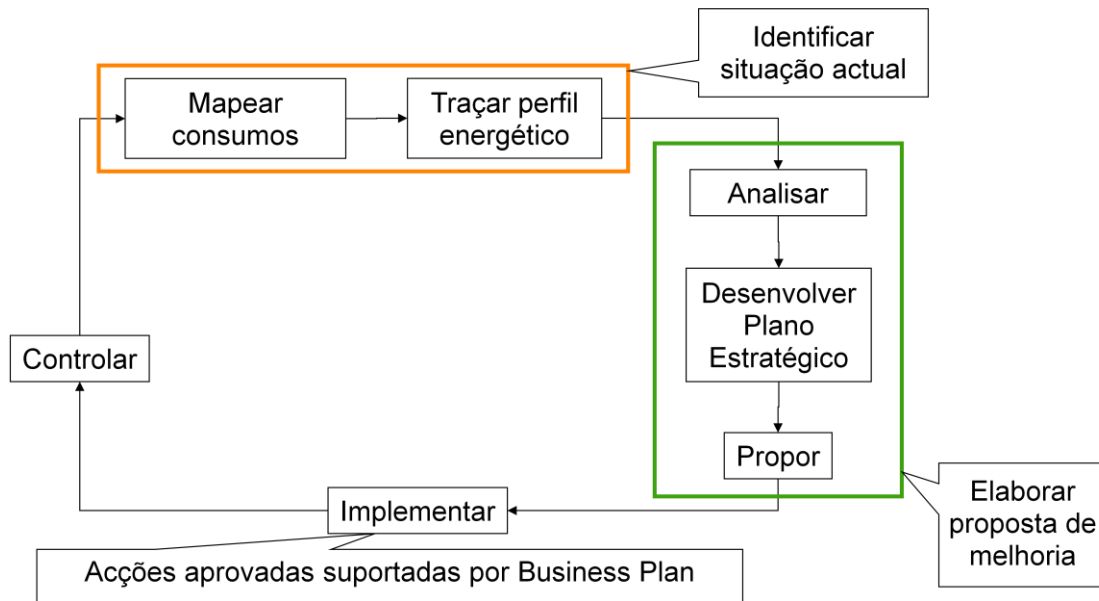 Identificar
situação actual
Mapear
consumos
Traçar perfil
energético
Analisar
Desenvolver
Plano
Estratégico
Controlar
Propor
Implementar
Elaborar
proposta de
melhoria
Acções aprovadas suportadas por Business Plan